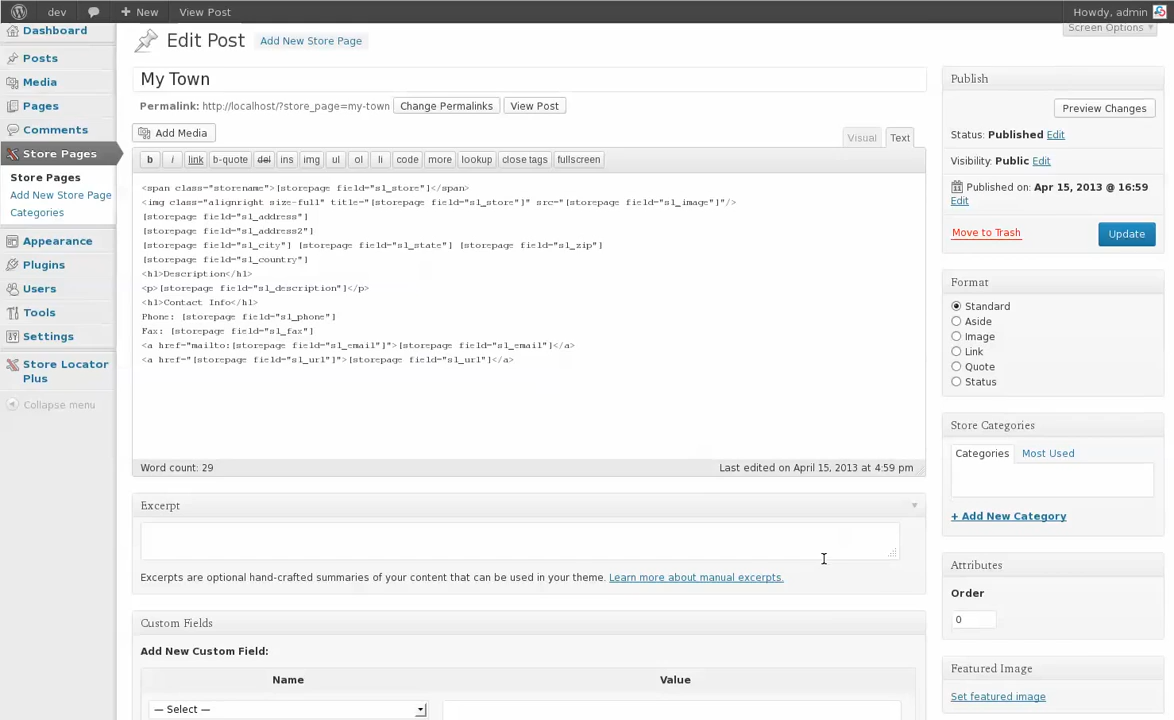 dev + New View Post Howdy, admin
Dashboard
Posts
Media
Pages
Comments
Store Pages
Store Pages
Add New Store Page
Categories
Appearance
Plugins
Users
Tools
Settings
Store Locator
Plus
Collapse menu
Screen Options
Edit Post Add New Store Page
My Town
Permalink: http://localhost/?store_page=my-town Change Permalinks View Post
Add Media
Visual Text
b i link b-quote del ins img ul ol li code more lookup close tags fullscreen
<span class="storename">[storepage field="sl_store"]</span>
<img class="alignright size-full" title="[storepage field="sl_store"]" src="[storepage field="sl_image"]"/>
[storepage field="sl_address"]
[storepage field="sl_address2"]
[storepage field="sl_city"] [storepage field="sl_state"] [storepage field="sl_zip"]
[storepage field="sl_country"]
<h1>Description</h1>
<p>[storepage field="sl_description"]</p>
<h1>Contact Info</h1>
Phone: [storepage field="sl_phone"]
Fax: [storepage field="sl_fax"]
<a href="mailto:[storepage field="sl_email"]">[storepage field="sl_email"]</a>
<a href="[storepage field="sl_url"]">[storepage field="sl_url"]</a>
Word count: 29 Last edited on April 15, 2013 at 4:59 pm
Excerpt
Excerpts are optional hand-crafted summaries of your content that can be used in your theme. Learn more about manual excerpts.
Custom Fields
Add New Custom Field:
Name Value
— Select —
Publish
Preview Changes
Status: Published Edit
Visibility: Public Edit
Published on: Apr 15, 2013 @ 16:59
Edit
Move to Trash Update
Format
Standard
Aside
Image
Link
Quote
Status
Store Categories
Categories Most Used
+ Add New Category
Attributes
Order
0
Featured Image
Set featured image